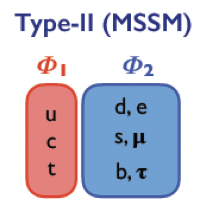 Type-II (MSSM)
Φ1 Φ2
u d, e
c s, μ
t b, τ